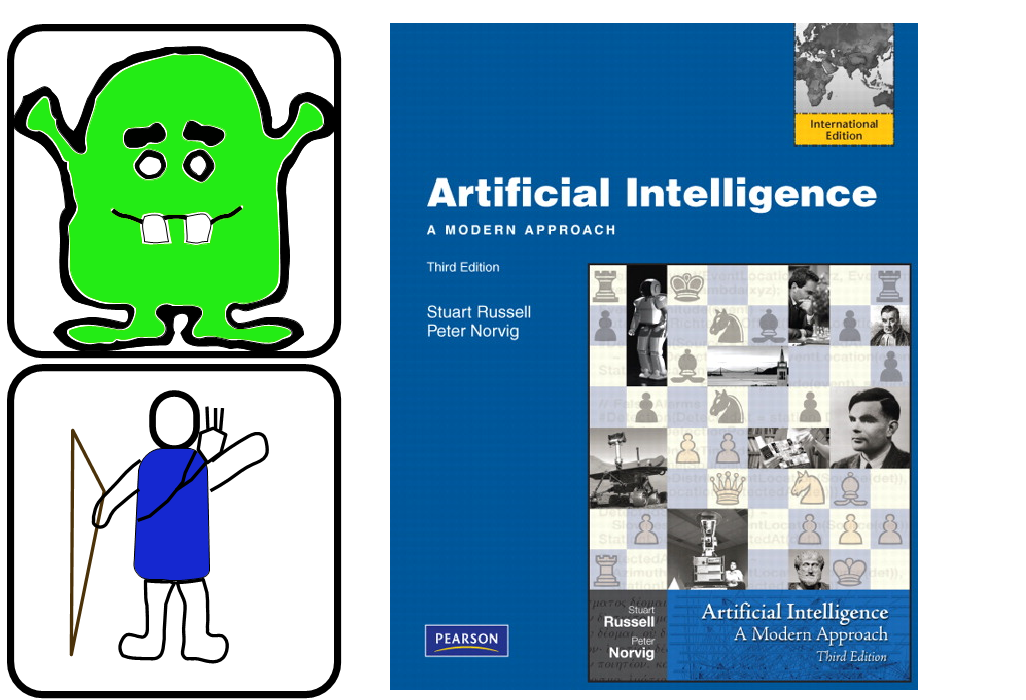 International
Edition
Artificial Intelligence
A MODERN APPROACH
Third Edition
Stuart Russell
Peter Norvig
PEARSON
Stuart
Russell
Peter
Norvig
Artificial Intelligence
A Modern Approach
Third Edition